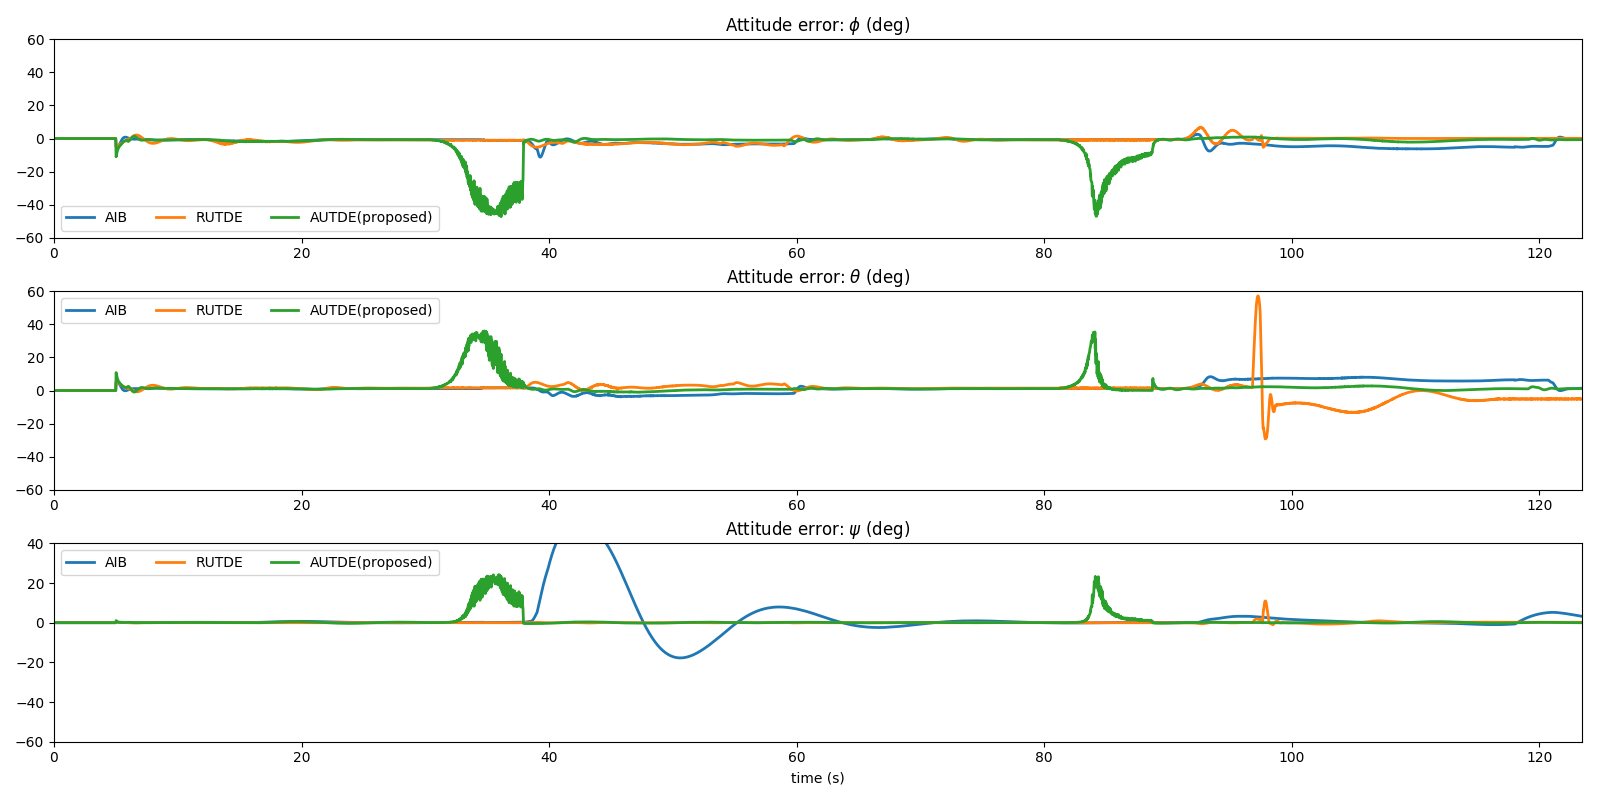 Attitude error: ϕ (deg)
60
40
20
0
−20
−40
−60
AIB RUTDE AUTDE(proposed)
0 20 40 60 80 100 120
Attitude error: θ (deg)
60
40
20
0
−20
−40
−60
AIB RUTDE AUTDE(proposed)
0 20 40 60 80 100 120
Attitude error: ψ (deg)
40
20
0
−20
−40
−60
AIB RUTDE AUTDE(proposed)
0 20 40 60 80 100 120
time (s)